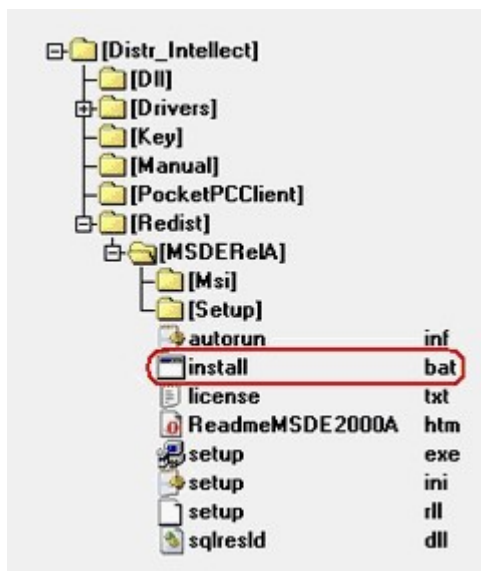 [Distr_Intellect]
[Dll]
[Drivers]
[Key]
[Manual]
[PocketPCClient]
[Redist]
[MSDERelA]
[Msi]
[Setup]
autorun inf
install bat
license txt
ReadmeMSDE2000A htm
setup exe
setup ini
setup rll
sqlresld dll